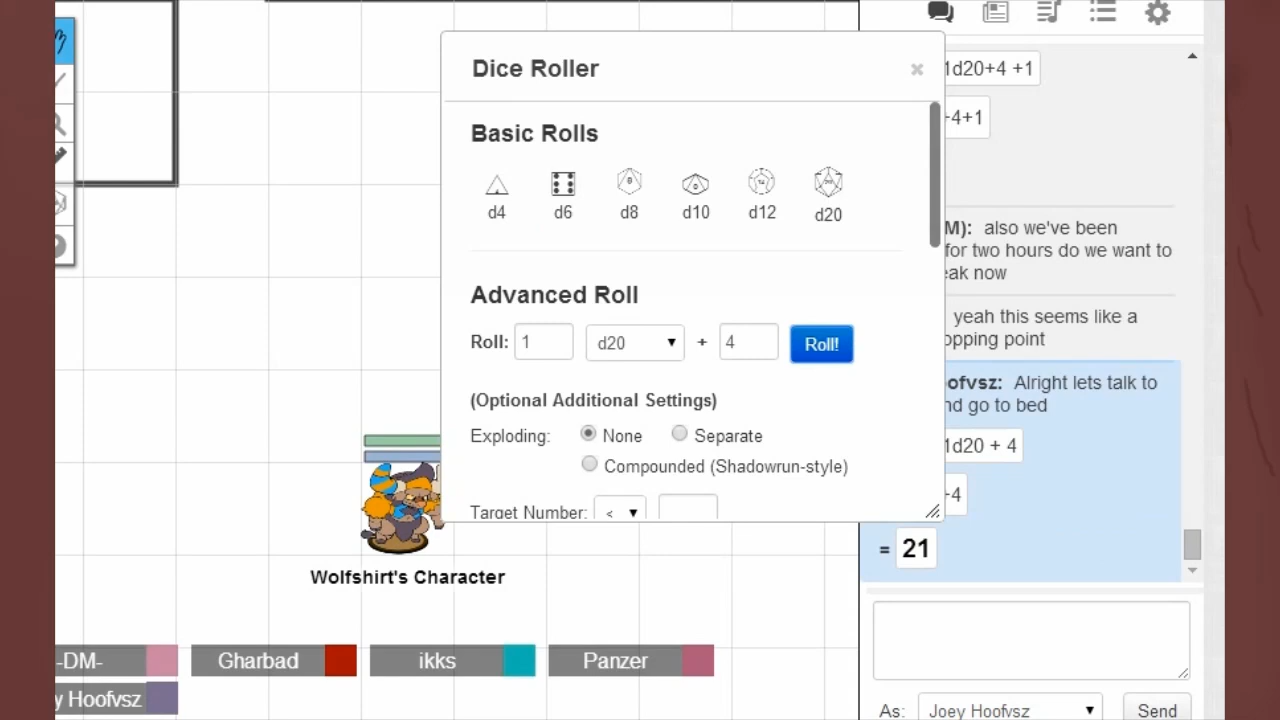 Dice Roller
×
Basic Rolls
d4 d6 d8 d10 d12 d20
Advanced Roll
Roll: 1 d20 + 4 Roll!
(Optional Additional Settings)
Exploding: None Separate
Compounded (Shadowrun-style)
Target Number: <
1d20+4 +1
+4+1
M): also we've been
for two hours do we want to
eak now
yeah this seems like a
opping point
oofvsz: Alright lets talk to
nd go to bed
1d20 + 4
+4
= 21
Wolfshirt's Character
-DM- Gharbad ikks Panzer
y Hoofvsz
As: Joey Hoofvsz Send